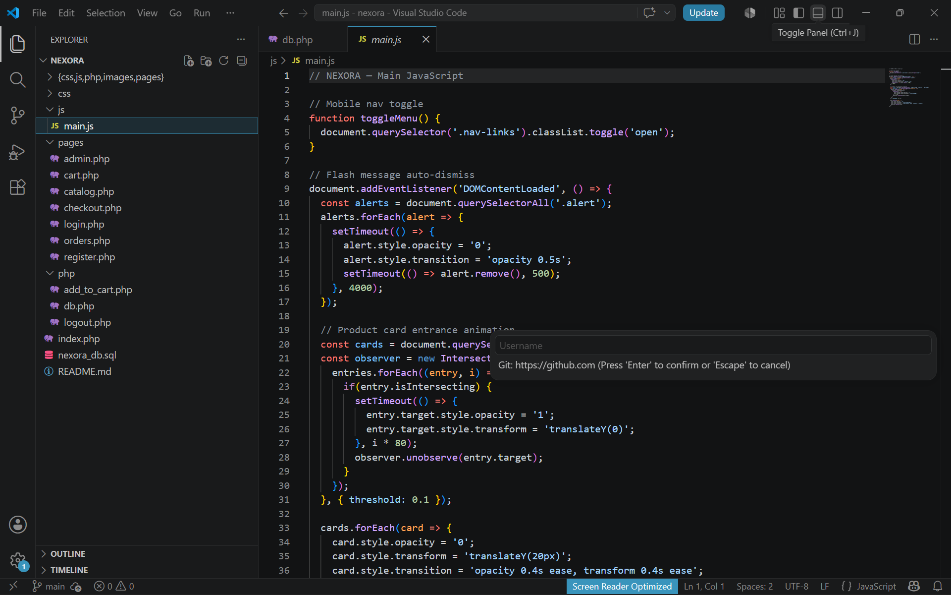 File Edit Selection View Go Run ···
main.js - nexora - Visual Studio Code
Update
Toggle Panel (Ctrl+J)
EXPLORER
NEXORA
{css,js,php,images,pages}
css
js
JS main.js
pages
admin.php
cart.php
catalog.php
checkout.php
login.php
orders.php
register.php
php
add_to_cart.php
db.php
logout.php
index.php
nexora_db.sql
README.md
OUTLINE
TIMELINE
db.php
JS main.js
js > JS main.js
1 // NEXORA — Main JavaScript
2
3 // Mobile nav toggle
4 function toggleMenu() {
5 document.querySelector('.nav-links').classList.toggle('open');
6 }
7
8 // Flash message auto-dismiss
9 document.addEventListener('DOMContentLoaded', () => {
10 const alerts = document.querySelectorAll('.alert');
11 alerts.forEach(alert => {
12 setTimeout(() => {
13 alert.style.opacity = '0';
14 alert.style.transition = 'opacity 0.5s';
15 setTimeout(() => alert.remove(), 500);
16 }, 4000);
17 });
18
19 // Product card entrance animation
20 const cards = document.querySe
21 const observer = new Intersect
22 entries.forEach((entry, i) =
23 if(entry.isIntersecting) {
24 setTimeout(() => {
25 entry.target.style.opacity = '1';
26 entry.target.style.transform = 'translateY(0)';
27 }, i * 80);
28 observer.unobserve(entry.target);
29 }
30 });
31 }, { threshold: 0.1 });
32
33 cards.forEach(card => {
34 card.style.opacity = '0';
35 card.style.transform = 'translateY(20px)';
36 card.style.transition = 'opacity 0.4s ease, transform 0.4s ease';
Username
Git: https://github.com (Press 'Enter' to confirm or 'Escape' to cancel)
1
main
0 0
Screen Reader Optimized
Ln 1, Col 1
Spaces: 2
UTF-8
LF
{ } JavaScript